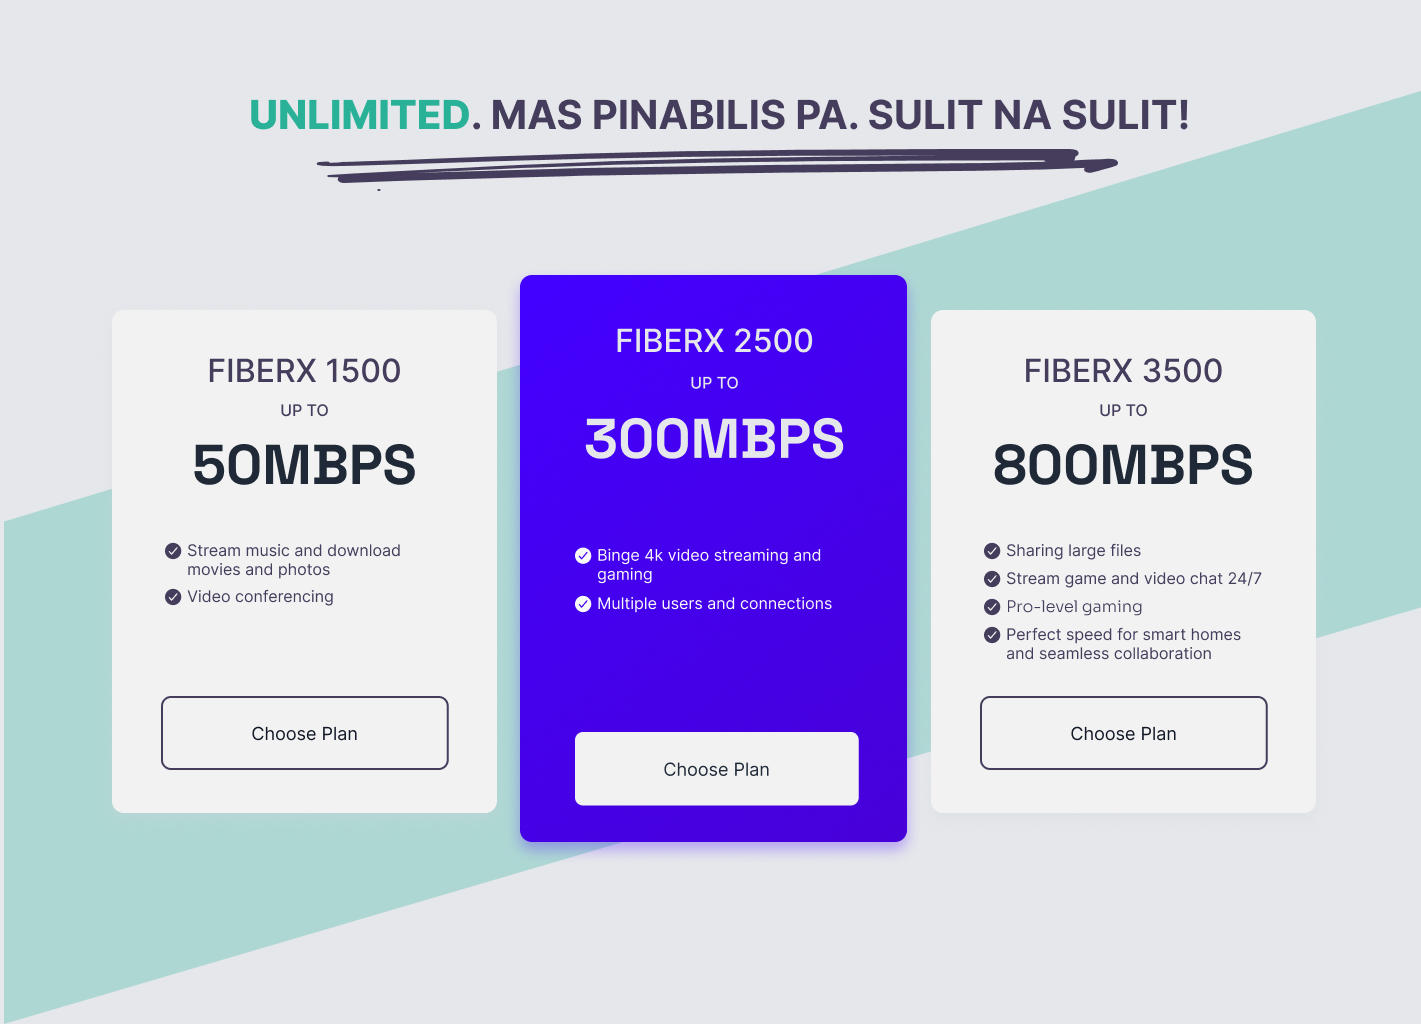 UNLIMITED. MAS PINABILIS PA. SULIT NA SULIT!
FIBERX 1500
UP TO
50MBPS
Stream music and download
movies and photos
Video conferencing
Choose Plan
FIBERX 2500
UP TO
300MBPS
Binge 4k video streaming and
gaming
Multiple users and connections
Choose Plan
FIBERX 3500
UP TO
800MBPS
Sharing large files
Stream game and video chat 24/7
Pro-level gaming
Perfect speed for smart homes
and seamless collaboration
Choose Plan